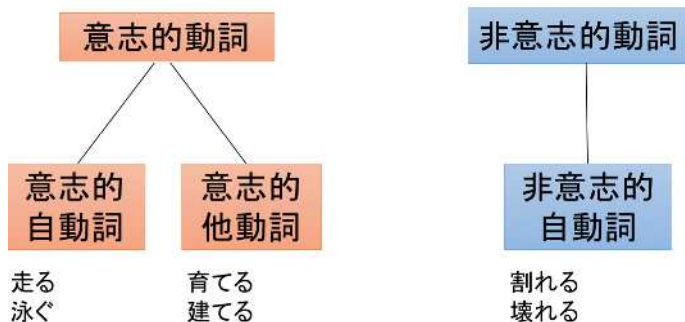 意志的動詞
非意志的動詞
意志的
自動詞
意志的
他動詞
非意志的
自動詞
走る
泳ぐ
育てる
建てる
割れる
壊れる